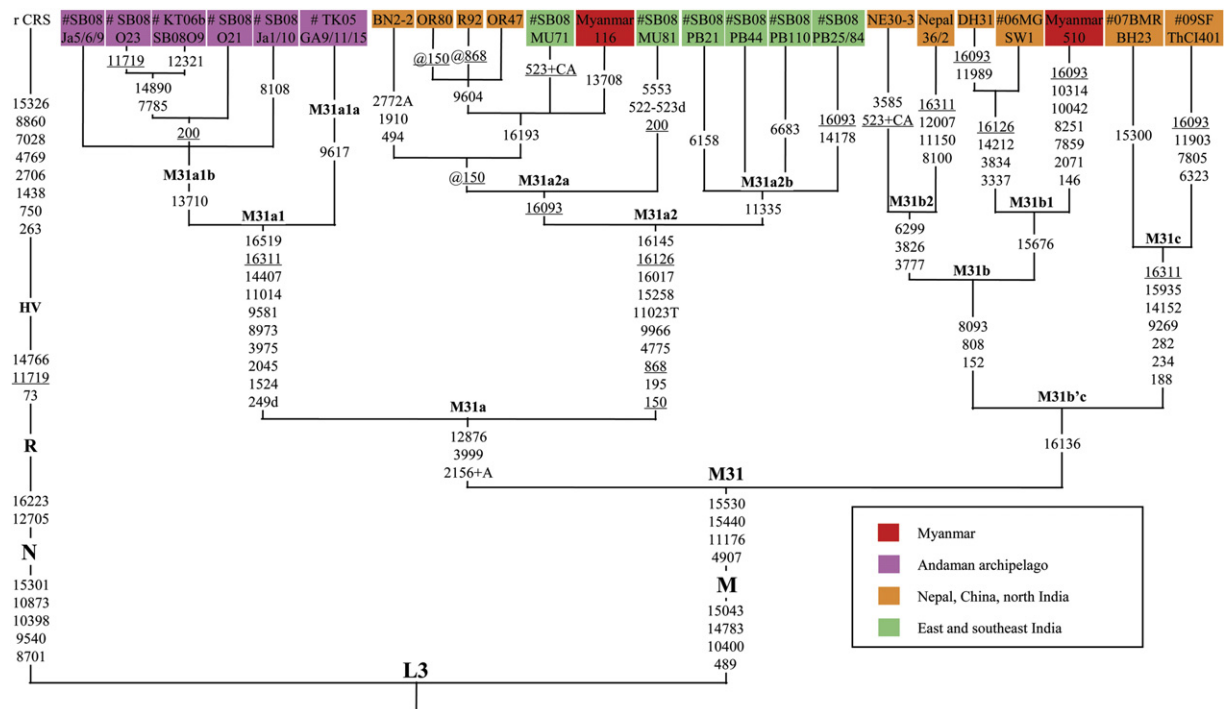 r CRS
#SB08
Ja5/6/9
# SB08
O23
# KT06b
SB08O9
# SB08
O21
# SB08
Ja1/10
# TK05
GA9/11/15
BN2-2
OR80
R92
OR47
#SB08
MU71
Myanmar
116
#SB08
MU81
#SB08
PB21
#SB08
PB44
#SB08
PB110
#SB08
PB25/84
NE30-3
Nepal
36/2
DH31
#06MG
SW1
Myanmar
510
#07BMR
BH23
#09SF
ThCI401
11719
12321
14890
7785
200
8108
M31a1b
13710
M31a1a
9617
M31a1
16519
16311
14407
11014
9581
8973
3975
2045
1524
249d
2772A
1910
494
@150
@868
9604
523+CA
13708
16193
@150
5553
522-523d
200
M31a2a
16093
6158
6683
16093
14178
M31a2b
11335
M31a2
16145
16126
16017
15258
11023T
9966
4775
868
195
150
M31a
12876
3999
2156+A
3585
523+CA
16311
12007
11150
8100
M31b2
6299
3826
3777
16093
11989
16126
14212
3834
3337
16093
10314
10042
8251
7859
2071
146
M31b1
15676
M31b
8093
808
152
15300
16093
11903
7805
6323
M31c
16311
15935
14152
9269
282
234
188
M31b'c
16136
M31
15530
15440
11176
4907
M
15043
14783
10400
489
15326
8860
7028
4769
2706
1438
750
263
HV
14766
11719
73
R
16223
12705
N
15301
10873
10398
9540
8701
L3
Myanmar
Andaman archipelago
Nepal, China, north India
East and southeast India